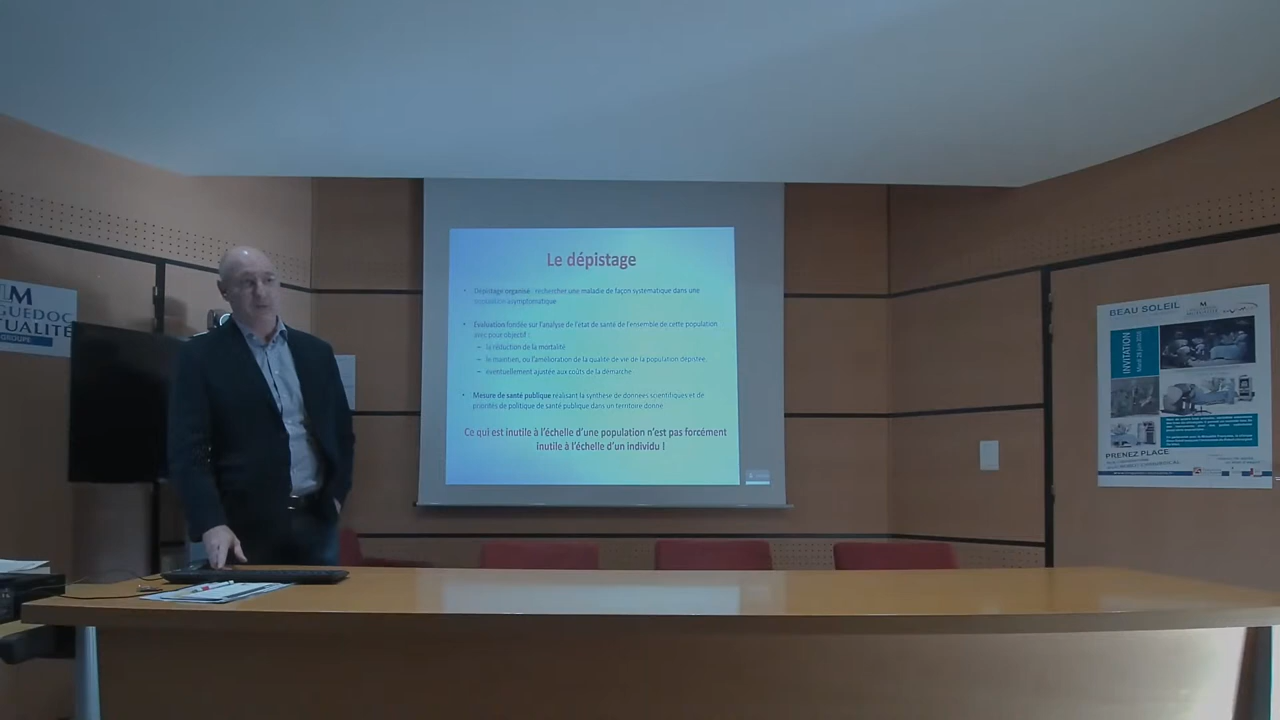 LM
GUEDOC
TUALITÉ
GROUPE
Le dépistage
• Dépistage organisé : rechercher une maladie de façon systématique dans une
population asymptomatique
• Évaluation fondée sur l'analyse de l'état de santé de l'ensemble de cette population
avec pour objectif :
– la réduction de la mortalité
– le maintien, ou l'amélioration de la qualité de vie de la population dépistée,
– éventuellement ajustée aux coûts de la démarche
• Mesure de santé publique réalisant la synthèse de données scientifiques et de
priorités de politique de santé publique dans un territoire donné
Ce qui est inutile à l'échelle d'une population n'est pas forcément
inutile à l'échelle d'un individu !
BEAU SOLEIL
INVITATION
PRENEZ PLACE